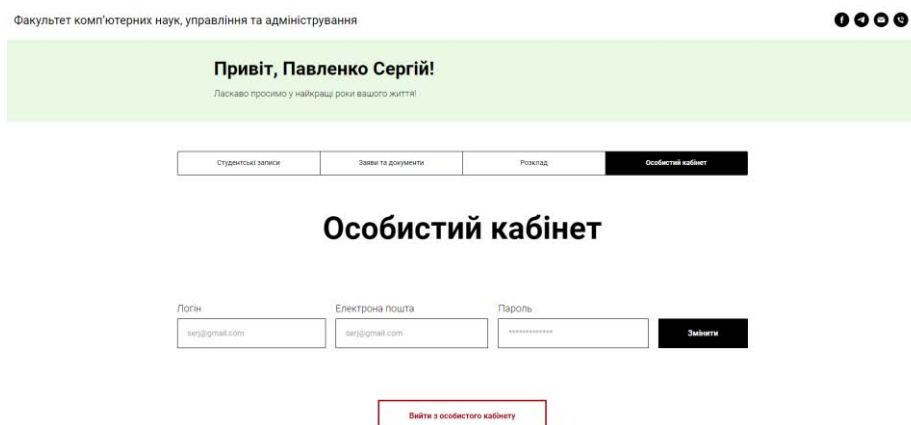 Факультет комп'ютерних наук, управління та адміністрування
Привіт, Павленко Сергій!
Ласкаво просимо у найкращі роки вашого життя!
Студентські записи Заяви та документи Розклад Особистий кабінет
Особистий кабінет
Логін Електрона пошта Пароль
serj@gmail.com serj@gmail.com ************* Змінити
Вийти з особистого кабінету